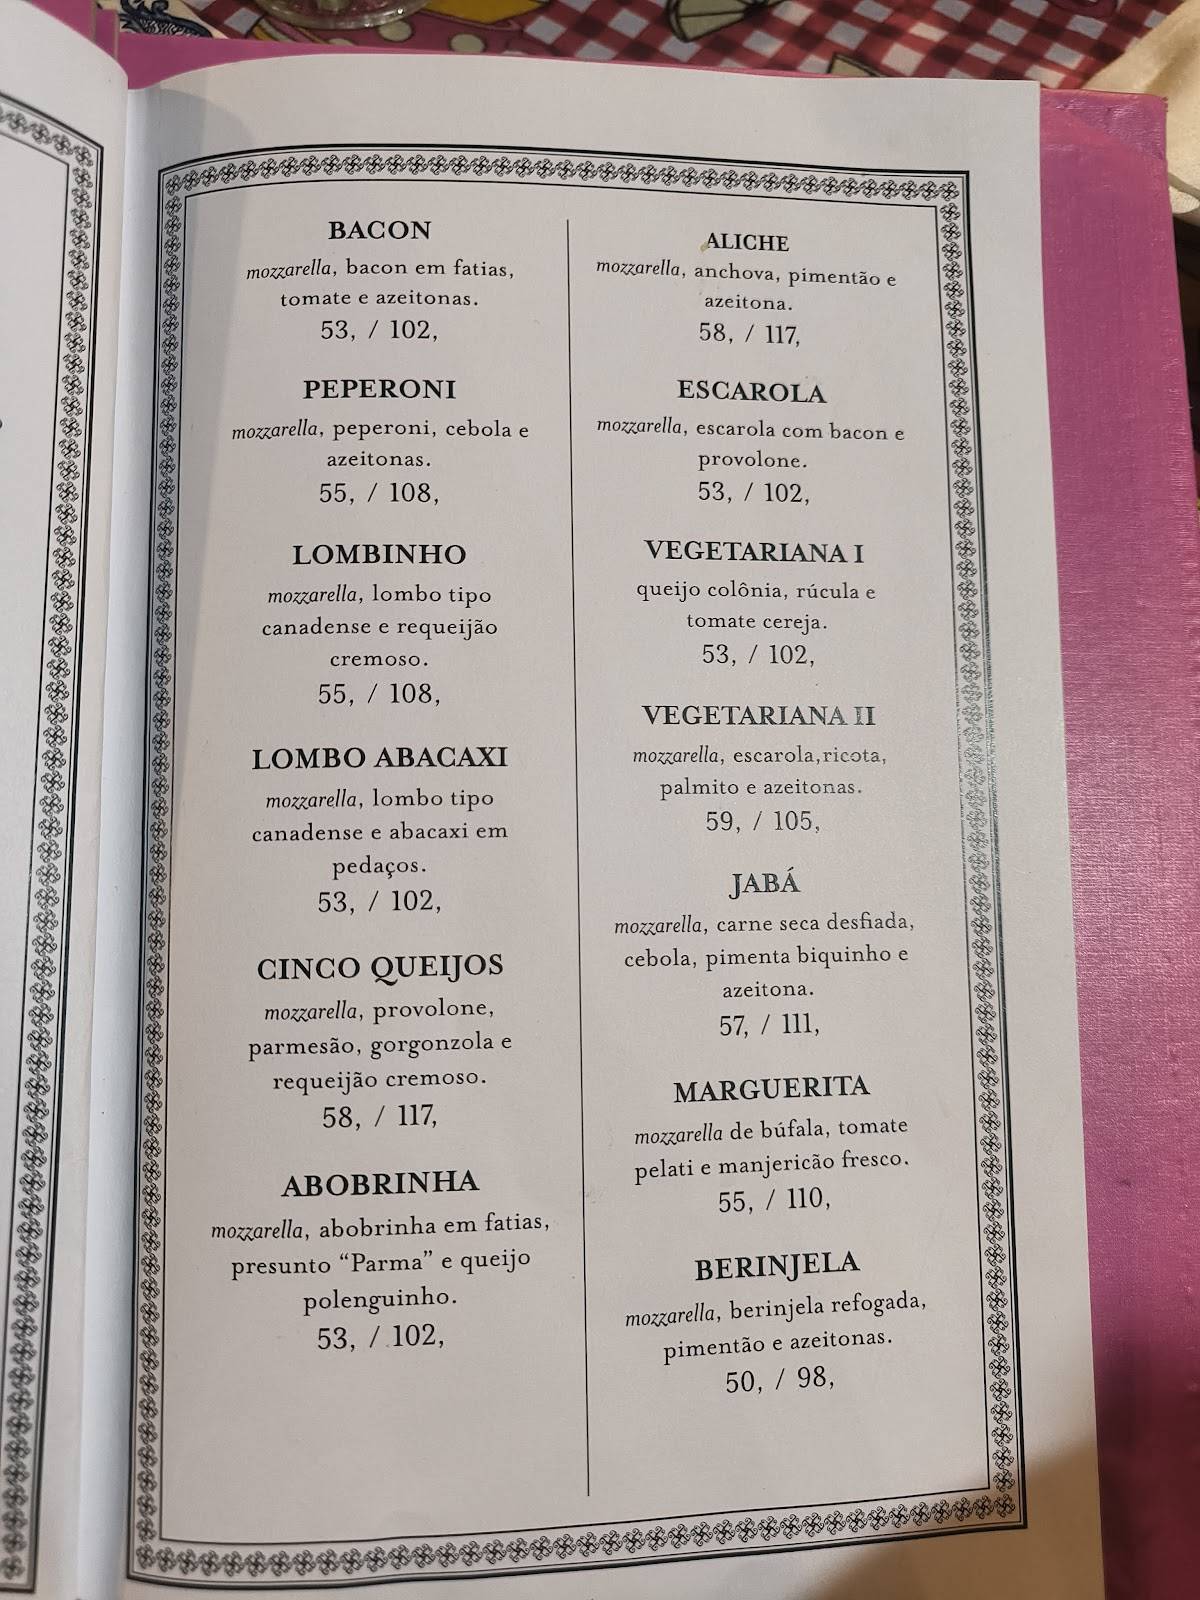 BACON
mozzarella, bacon em fatias,
tomate e azeitonas.
53, / 102,
PEPERONI
mozzarella, peperoni, cebola e
azeitonas.
55, / 108,
LOMBINHO
mozzarella, lombo tipo
canadense e requeijão
cremoso.
55, / 108,
LOMBO ABACAXI
mozzarella, lombo tipo
canadense e abacaxi em
pedaços.
53, / 102,
CINCO QUEIJOS
mozzarella, provolone,
parmesão, gorgonzola e
requeijão cremoso.
58, / 117,
ABOBRINHA
mozzarella, abobrinha em fatias,
presunto “Parma” e queijo
polenguinho.
53, / 102,
ALICHE
mozzarella, anchova, pimentão e
azeitona.
58, / 117,
ESCAROLA
mozzarella, escarola com bacon e
provolone.
53, / 102,
VEGETARIANA I
queijo colônia, rúcula e
tomate cereja.
53, / 102,
VEGETARIANA II
mozzarella, escarola,ricota,
palmito e azeitonas.
59, / 105,
JABÁ
mozzarella, carne seca desfiada,
cebola, pimenta biquinho e
azeitona.
57, / 111,
MARGUERITA
mozzarella de búfala, tomate
pelati e manjericão fresco.
55, / 110,
BERINJELA
mozzarella, berinjela refogada,
pimentão e azeitonas.
50, / 98,